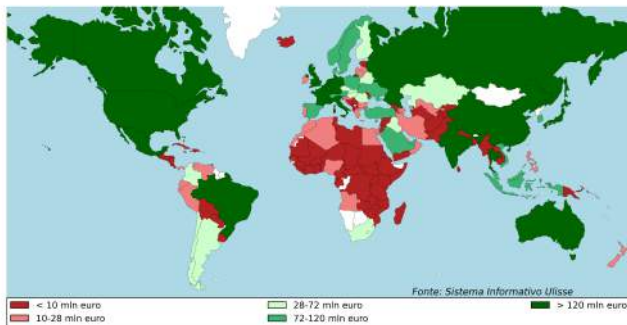 Fonte: Sistema Informativo Ulisse
< 10 mln euro
10-28 mln euro
28-72 mln euro
72-120 mln euro
> 120 mln euro